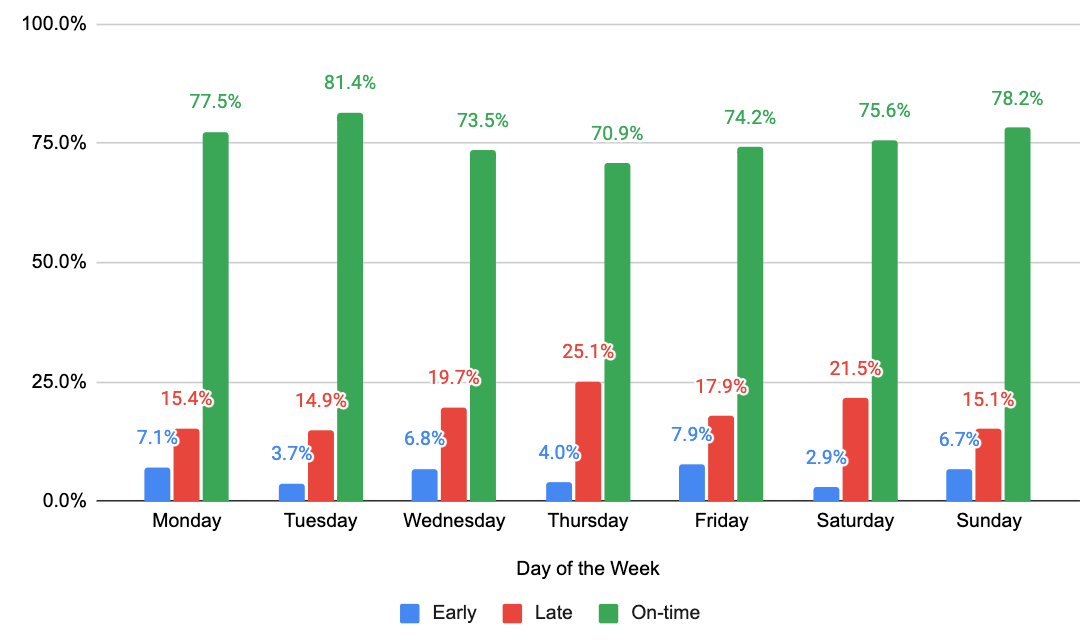 100.0%
75.0%
50.0%
25.0%
0.0%
7.1% 15.4% 77.5%
3.7% 14.9% 81.4%
6.8% 19.7% 73.5%
4.0% 25.1% 70.9%
7.9% 17.9% 74.2%
2.9% 21.5% 75.6%
6.7% 15.1% 78.2%
Monday Tuesday Wednesday Thursday Friday Saturday Sunday
Day of the Week
Early Late On-time